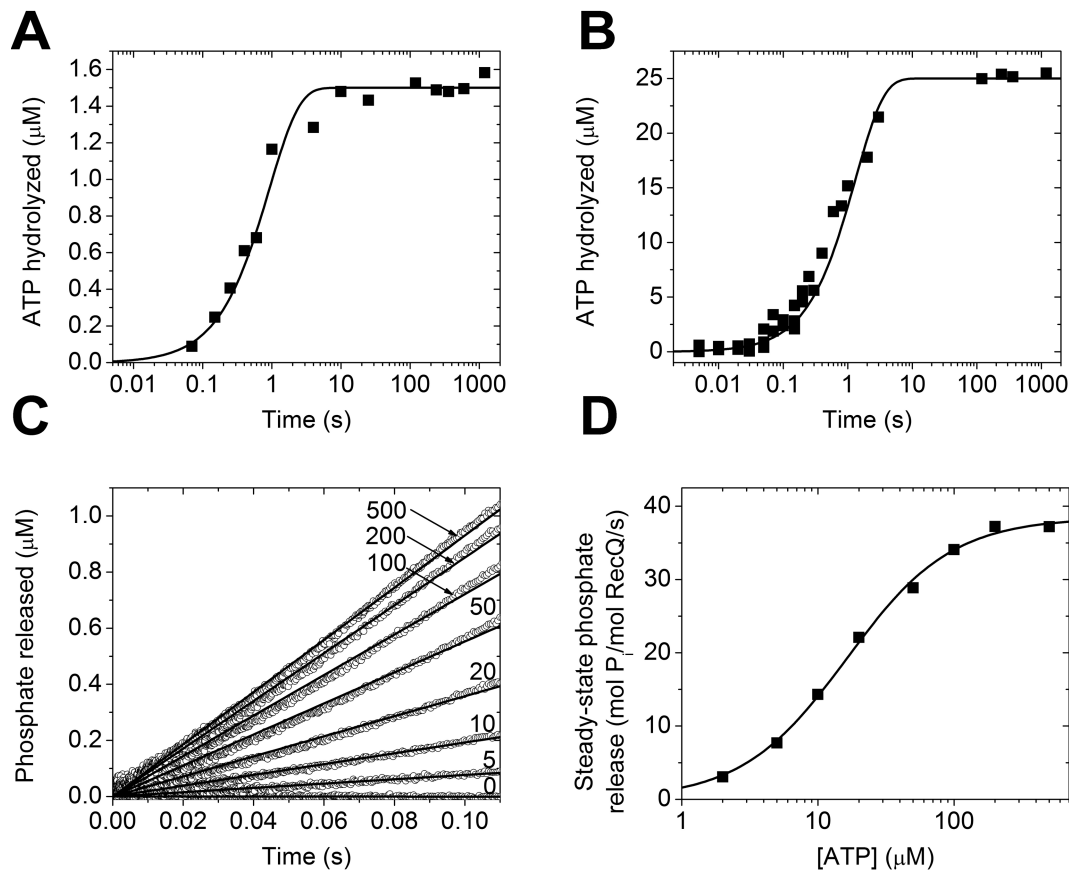 A
ATP hydrolyzed (μM)
1.6
1.4
1.2
1.0
0.8
0.6
0.4
0.2
0.0
0.01 0.1 1 10 100 1000
Time (s)
B
ATP hydrolyzed (μM)
25
20
15
10
5
0
0.01 0.1 1 10 100 1000
Time (s)
C
Phosphate released (μM)
1.0
0.8
0.6
0.4
0.2
0.0
500
200
100
50
20
10
5
0
0.00 0.02 0.04 0.06 0.08 0.10
Time (s)
D
Steady-state phosphate
release (mol Pi/mol RecQ/s)
40
30
20
10
0
1 10 100
[ATP] (μM)